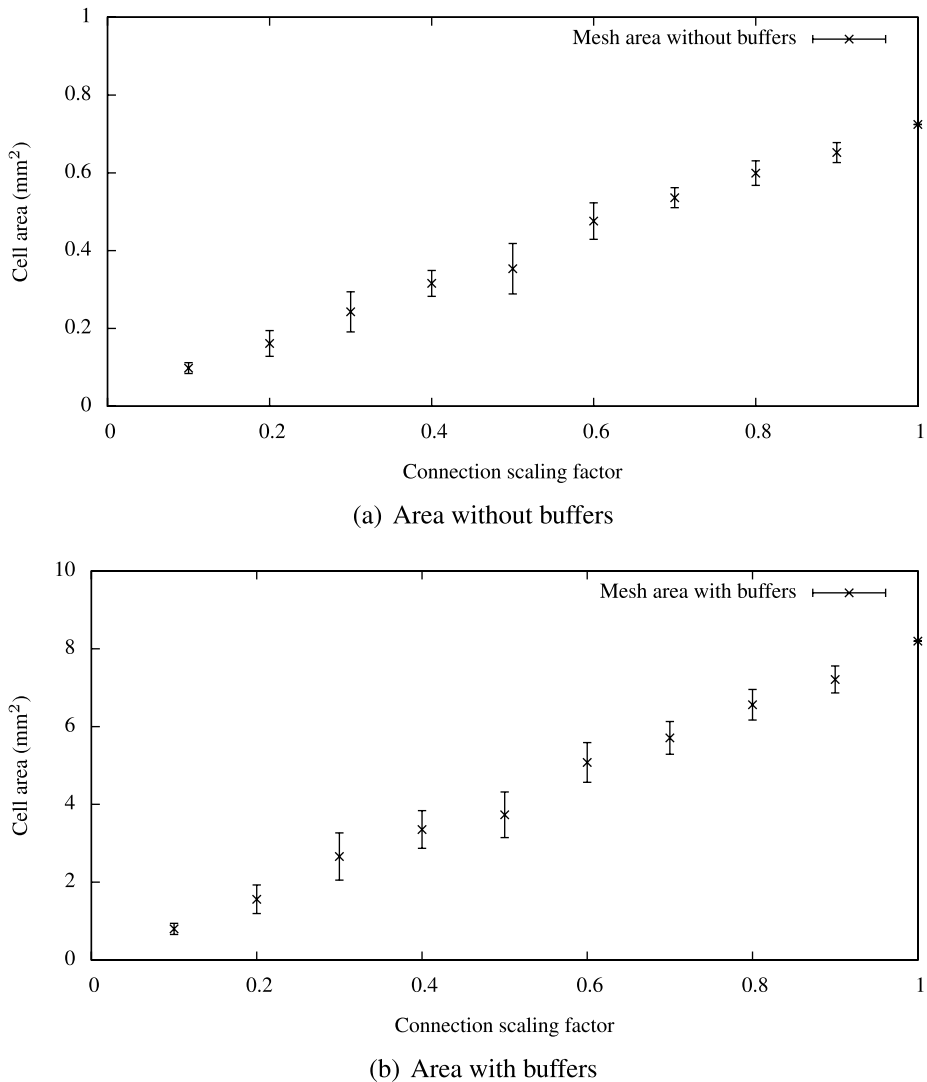 1
Mesh area without buffers
0.8
0.6
Cell area (mm²)
0.4
0.2
0
0 0.2 0.4 0.6 0.8 1
Connection scaling factor
(a) Area without buffers
10
Mesh area with buffers
8
6
Cell area (mm²)
4
2
0
0 0.2 0.4 0.6 0.8 1
Connection scaling factor
(b) Area with buffers